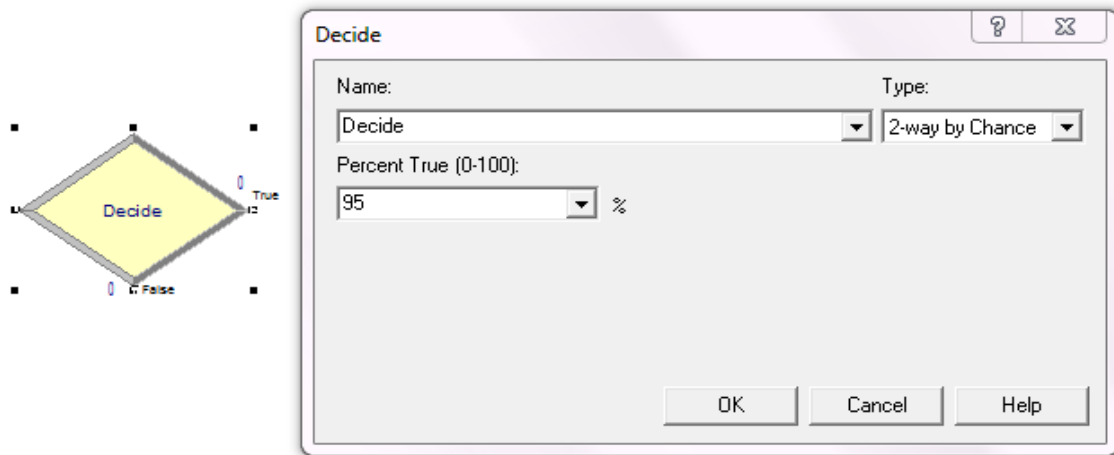 Decide
0
True
0
False
Decide
Name:
Type:
Decide
2-way by Chance
Percent True (0-100):
95
%
OK
Cancel
Help